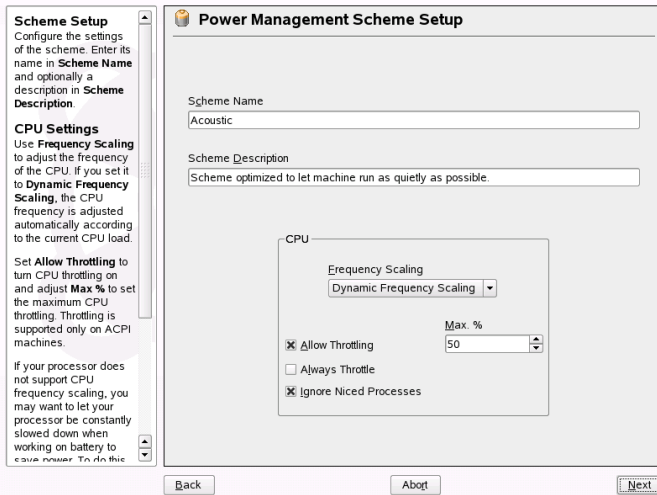 Scheme Setup
Configure the settings
of the scheme. Enter its
name in Scheme Name
and optionally a
description in Scheme
Description.
CPU Settings
Use Frequency Scaling
to adjust the frequency
of the CPU. If you set it
to Dynamic Frequency
Scaling, the CPU
frequency is adjusted
automatically according
to the current CPU load.
Set Allow Throttling to
turn CPU throttling on
and adjust Max % to set
the maximum CPU
throttling. Throttling is
supported only on ACPI
machines.
If your processor does
not support CPU
frequency scaling, you
may want to let your
processor be constantly
slowed down when
working on battery to
save power. To do this
Power Management Scheme Setup
Scheme Name
Acoustic
Scheme Description
Scheme optimized to let machine run as quietly as possible.
CPU
Frequency Scaling
Dynamic Frequency Scaling
Max. %
Allow Throttling
50
Always Throttle
Ignore Niced Processes
Back
Abort
Next